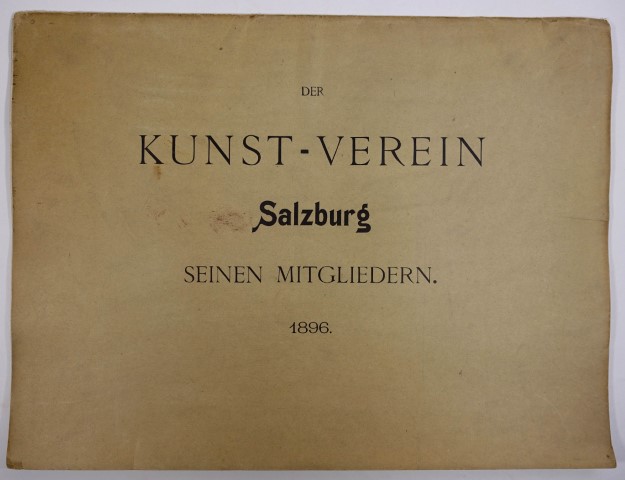 DER
KUNST-VEREIN
Salzburg
SEINEN MITGLIEDERN.
1896.